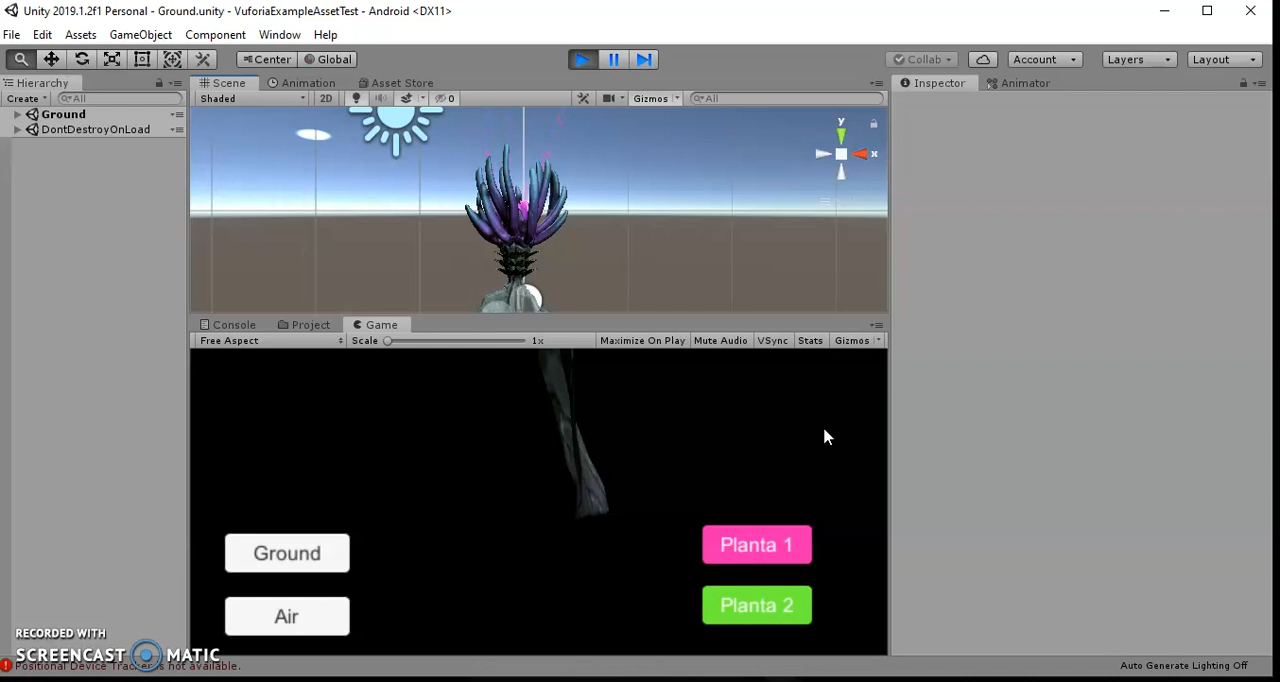 Unity 2019.1.2f1 Personal - Ground.unity - VuforiaExampleAssetTest - Android <DX11>
File Edit Assets GameObject Component Window Help
Center Global Collab Account Layers Layout
Hierarchy Scene Animation Asset Store Inspector Animator
Create All Shaded 2D 0 Gizmos All
Ground
DontDestroyOnLoad
y
x
Console Project Game
Free Aspect Scale 1x Maximize On Play Mute Audio VSync Stats Gizmos
Planta 1
Ground
Planta 2
Air
RECORDED WITH
SCREENCAST MATIC
Positional Device Tracker is not available.
Auto Generate Lighting Off